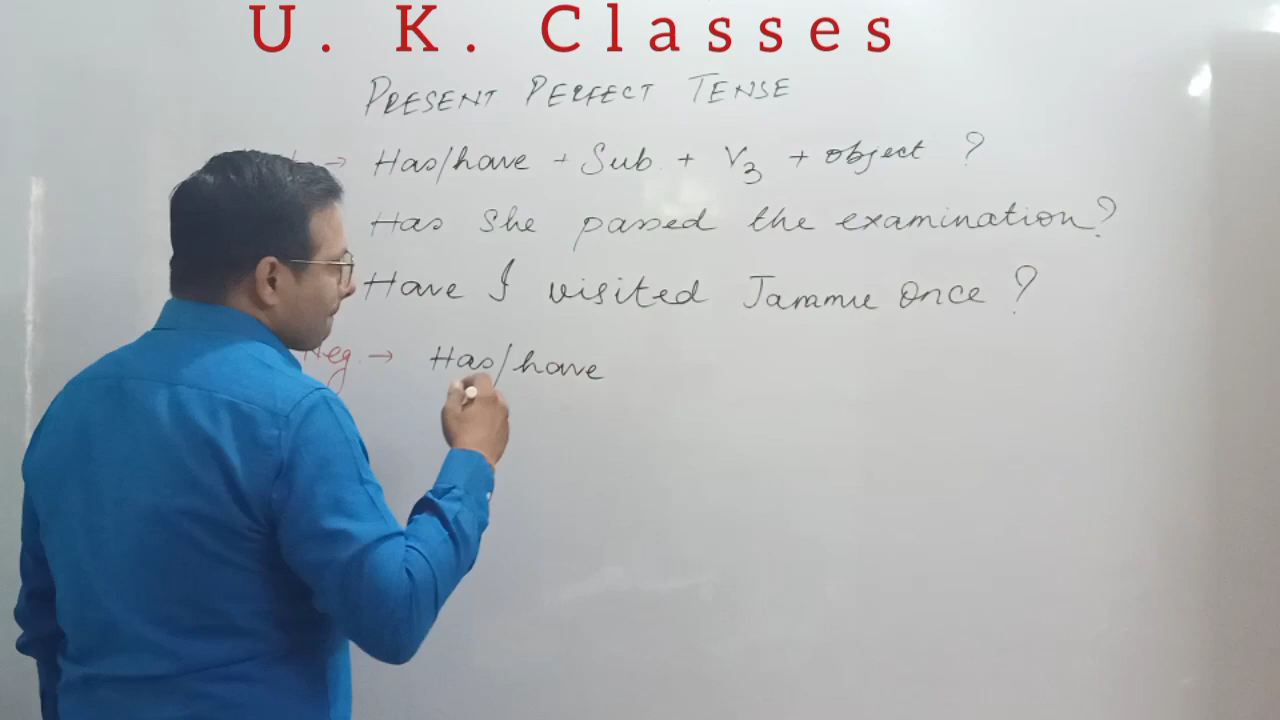 U. K. Classes
PRESENT PERFECT TENSE
→ Has/have + Sub. + V3 + object ?
Has She passed the examination?
Have I visited Jammu once ?
Neg. → Has/have